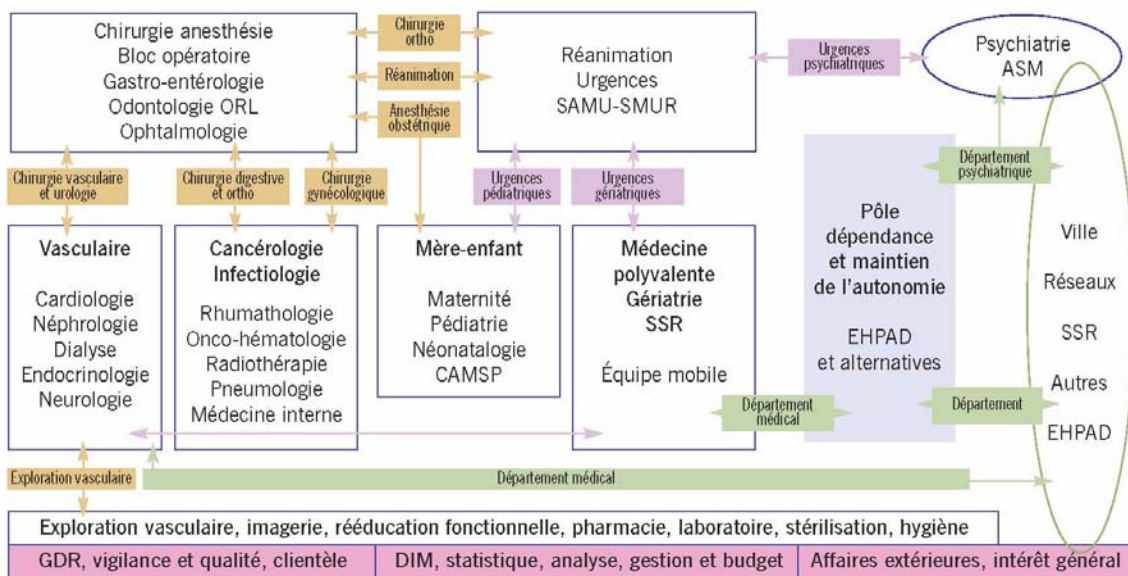 Chirurgie anesthésie
Bloc opératoire
Gastro-entérologie
Odontologie ORL
Ophtalmologie
Chirurgie
ortho
Réanimation
Anesthésie
obstétrique
Réanimation
Urgences
SAMU-SMUR
Urgences
psychiatriques
Psychiatrie
ASM
Chirurgie vasculaire
et urologie
Chirurgie digestive
et ortho
Chirurgie
gynécologique
Urgences
pédiatriques
Urgences
gériatriques
Département
psychiatrique
Vasculaire
Cardiologie
Néphrologie
Dialyse
Endocrinologie
Neurologie
Cancérologie
Infectiologie
Rhumathologie
Onco-hématologie
Radiothérapie
Pneumologie
Médecine interne
Mère-enfant
Maternité
Pédiatrie
Néonatalogie
CAMSP
Médecine
polyvalente
Gériatrie
SSR
Équipe mobile
Pôle
dépendance
et maintien
de l'autonomie
EHPAD
et alternatives
Ville
Réseaux
SSR
Autres
EHPAD
Département
médical
Département
Exploration vasculaire
Département médical
Exploration vasculaire, imagerie, rééducation fonctionnelle, pharmacie, laboratoire, stérilisation, hygiène
GDR, vigilance et qualité, clientèle
DIM, statistique, analyse, gestion et budget
Affaires extérieures, intérêt général